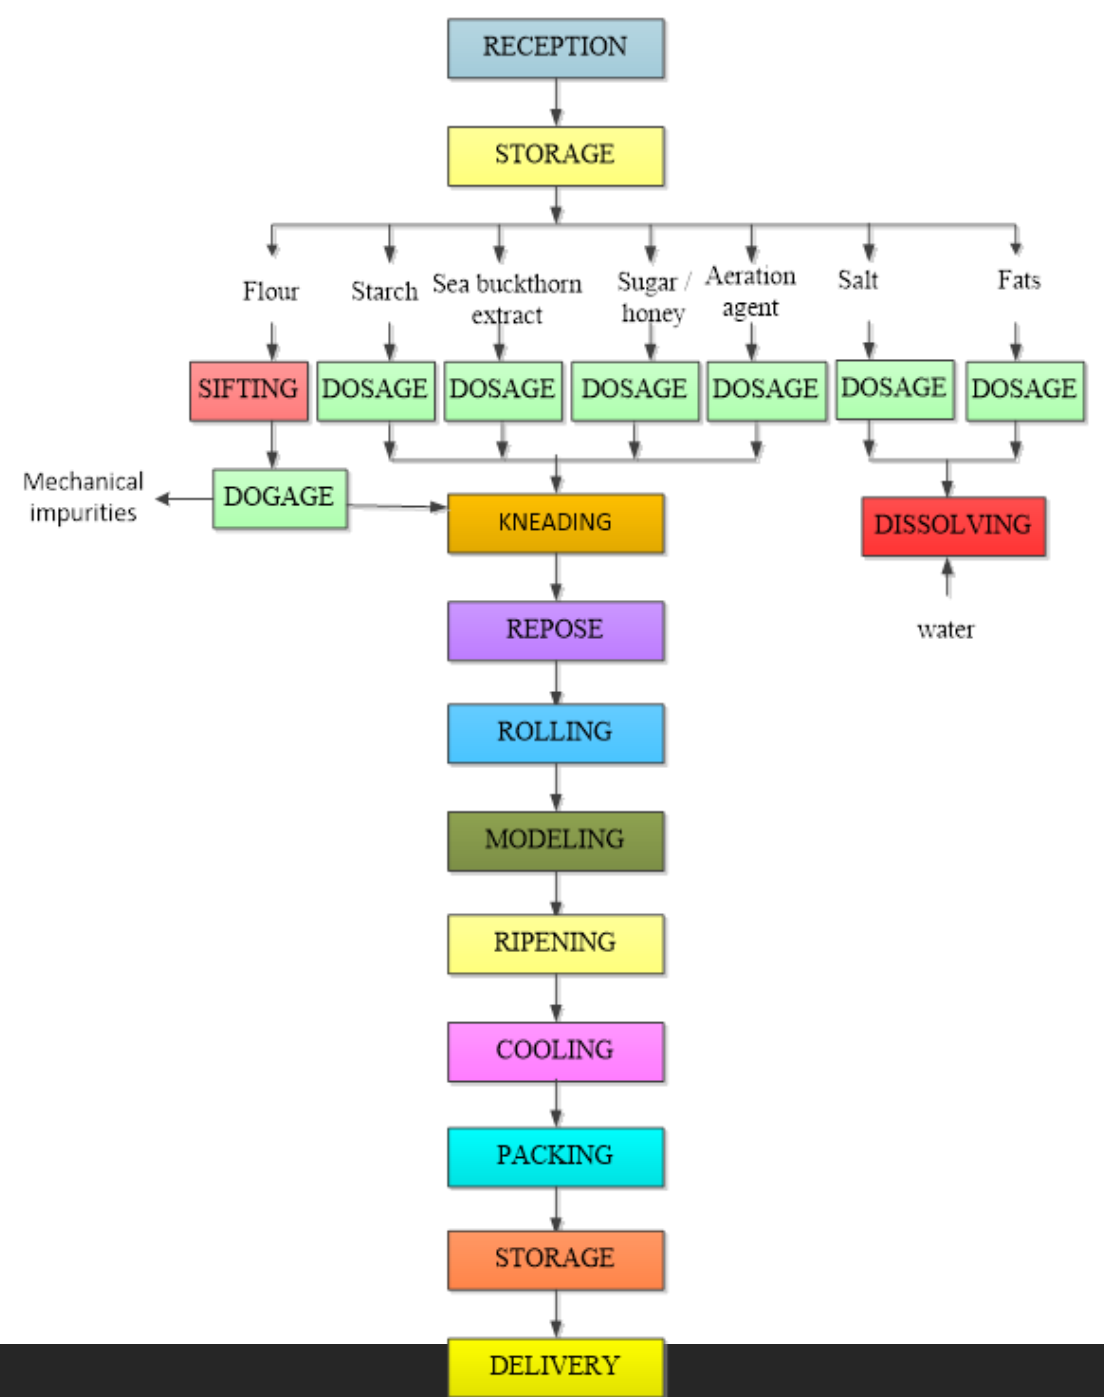 RECEPTION
STORAGE
Flour
Starch
Sea buckthorn
extract
Sugar /
honey
Aeration
agent
Salt
Fats
SIFTING
DOSAGE
DOSAGE
DOSAGE
DOSAGE
DOSAGE
DOSAGE
Mechanical
impurities
DOGAGE
KNEADING
DISSOLVING
water
REPOSE
ROLLING
MODELING
RIPENING
COOLING
PACKING
STORAGE
DELIVERY